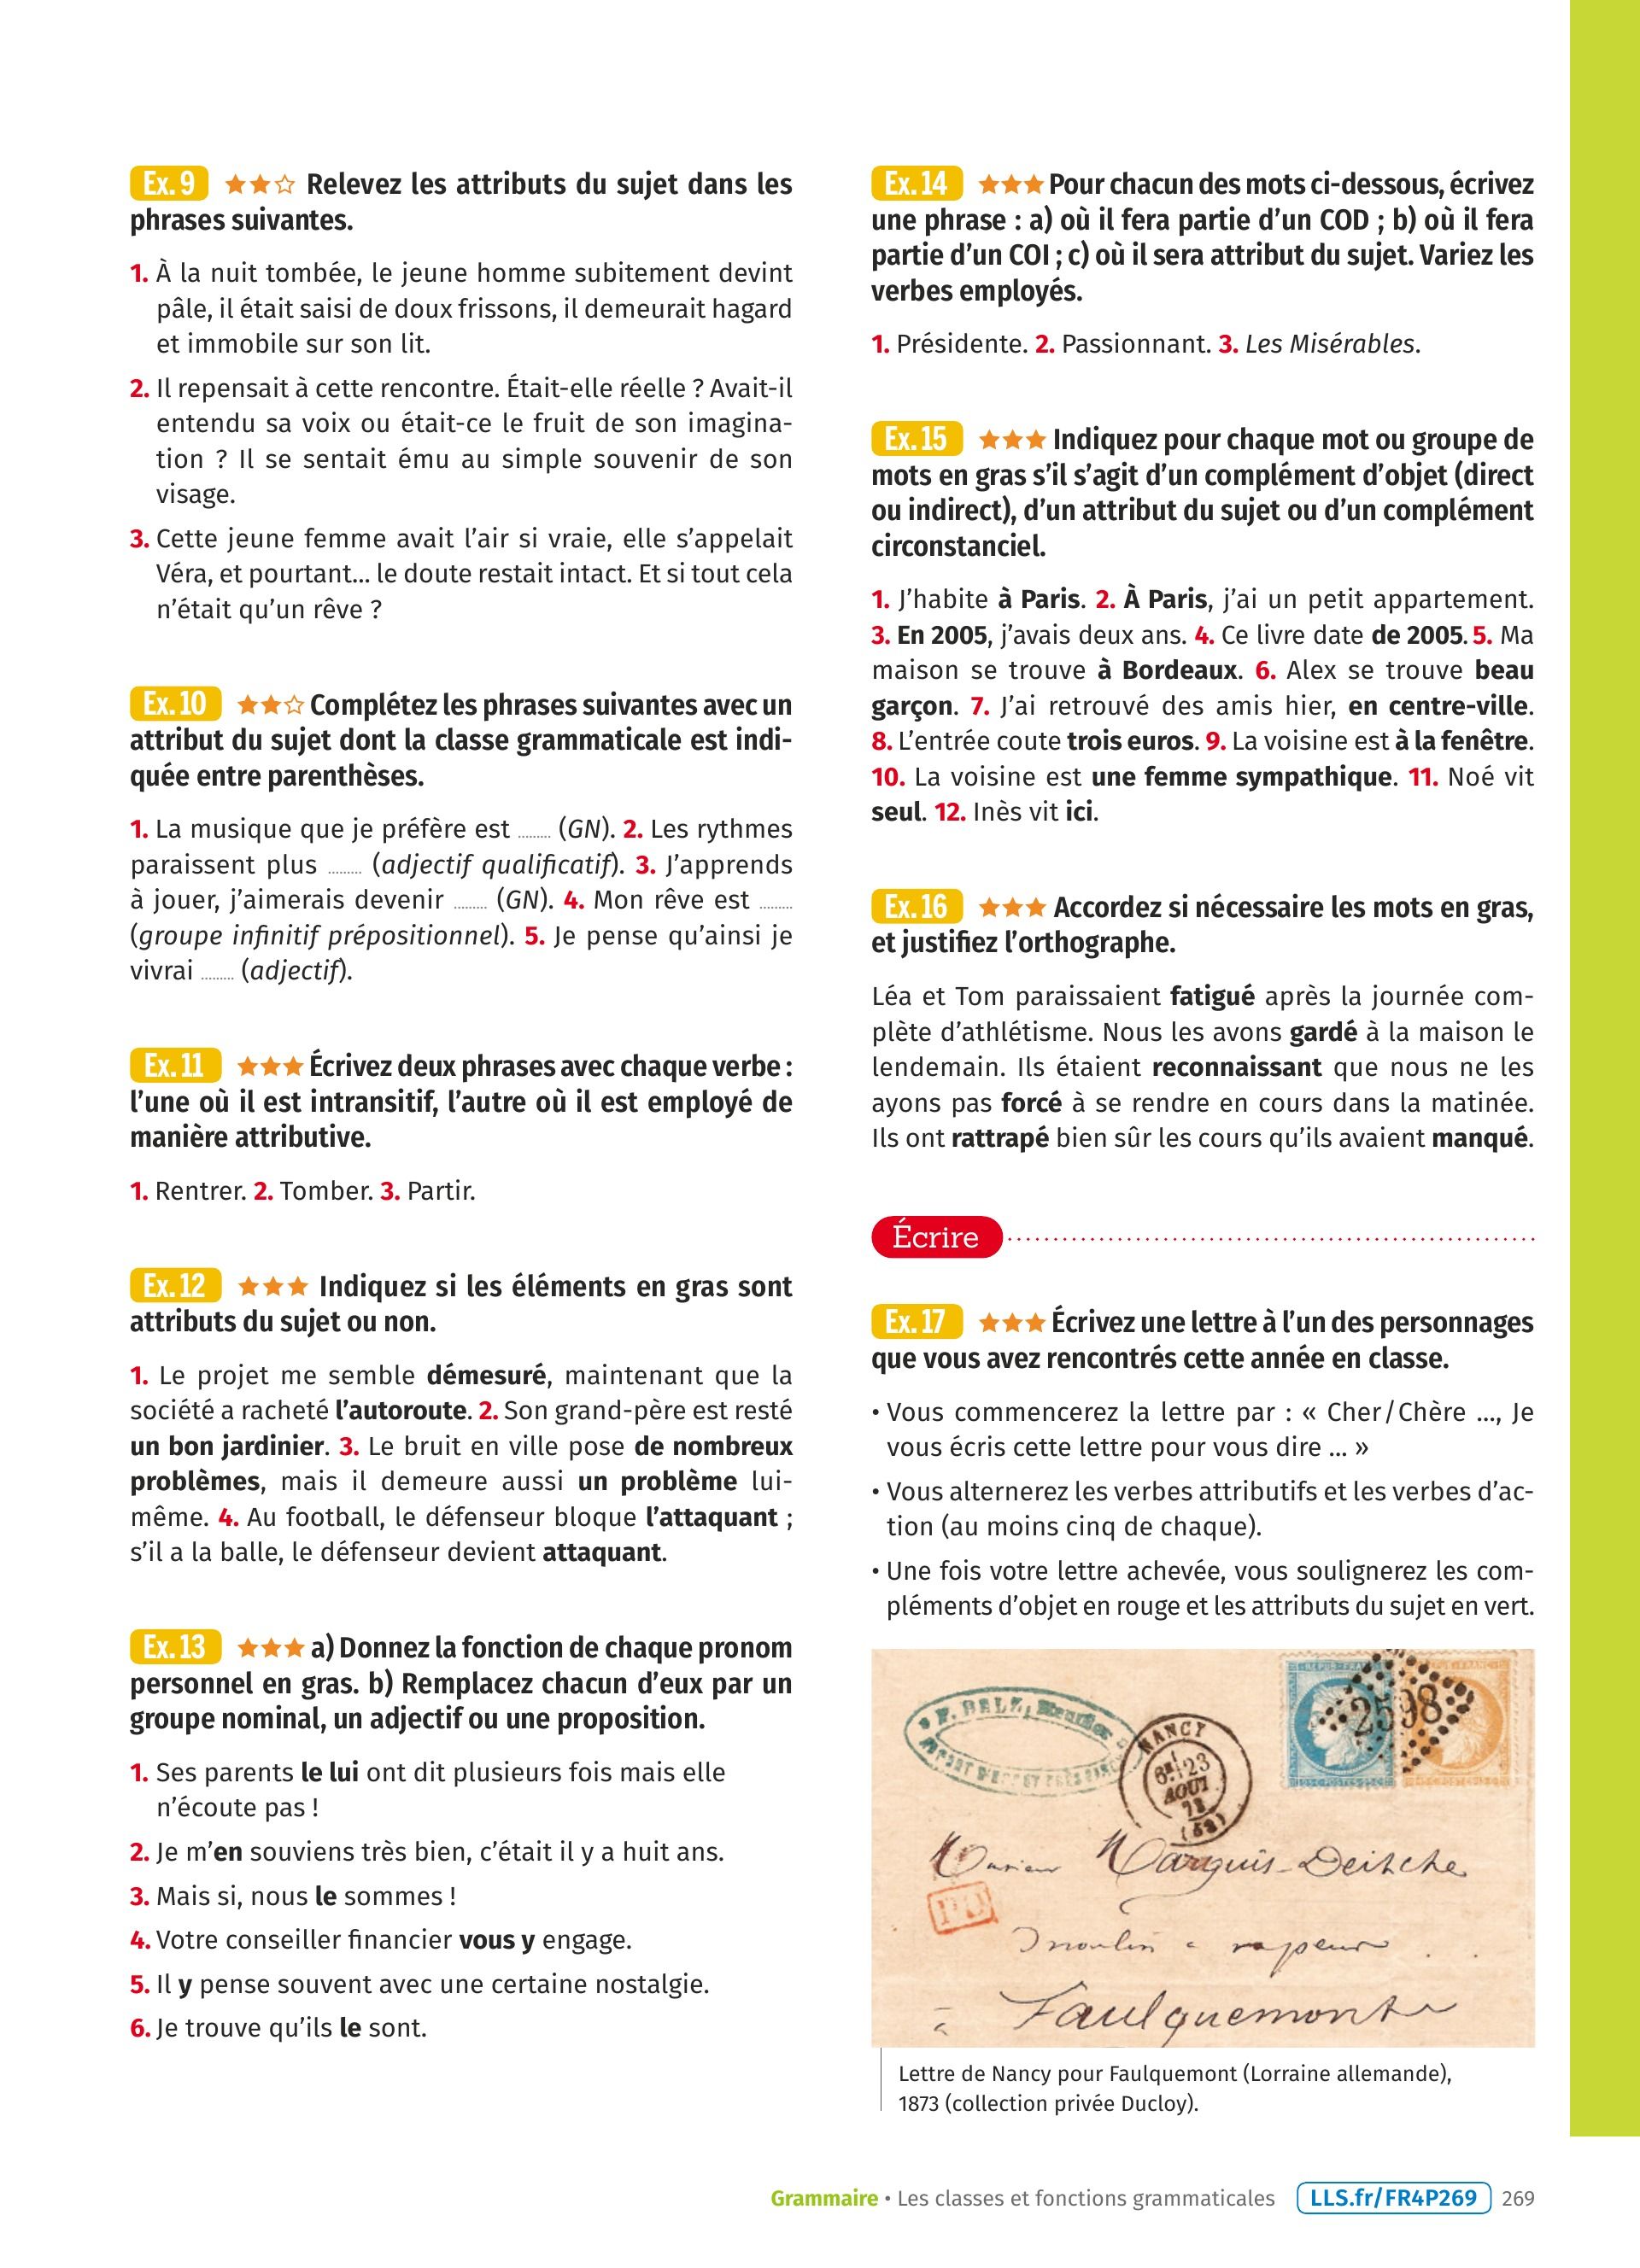 Ex. 9 ★★☆ Relevez les attributs du sujet dans les
phrases suivantes.
1. À la nuit tombée, le jeune homme subitement devint
pâle, il était saisi de doux frissons, il demeurait hagard
et immobile sur son lit.
2. Il repensait à cette rencontre. Était-elle réelle ? Avait-il
entendu sa voix ou était-ce le fruit de son imagina-
tion ? Il se sentait ému au simple souvenir de son
visage.
3. Cette jeune femme avait l’air si vraie, elle s’appelait
Véra, et pourtant... le doute restait intact. Et si tout cela
n’était qu’un rêve ?
Ex. 10 ★★☆ Complétez les phrases suivantes avec un
attribut du sujet dont la classe grammaticale est indi-
quée entre parenthèses.
1. La musique que je préfère est ......... (GN). 2. Les rythmes
paraissent plus ......... (adjectif qualificatif). 3. J’apprends
à jouer, j’aimerais devenir ......... (GN). 4. Mon rêve est .........
(groupe infinitif prépositionnel). 5. Je pense qu’ainsi je
vivrai ......... (adjectif).
Ex. 11 ★★★ Écrivez deux phrases avec chaque verbe :
l’une où il est intransitif, l’autre où il est employé de
manière attributive.
1. Rentrer. 2. Tomber. 3. Partir.
Ex. 12 ★★★ Indiquez si les éléments en gras sont
attributs du sujet ou non.
1. Le projet me semble démesuré, maintenant que la
société a racheté l’autoroute. 2. Son grand-père est resté
un bon jardinier. 3. Le bruit en ville pose de nombreux
problèmes, mais il demeure aussi un problème lui-
même. 4. Au football, le défenseur bloque l’attaquant ;
s’il a la balle, le défenseur devient attaquant.
Ex. 13 ★★★ a) Donnez la fonction de chaque pronom
personnel en gras. b) Remplacez chacun d’eux par un
groupe nominal, un adjectif ou une proposition.
1. Ses parents le lui ont dit plusieurs fois mais elle
n’écoute pas !
2. Je m’en souviens très bien, c’était il y a huit ans.
3. Mais si, nous le sommes !
4. Votre conseiller financier vous y engage.
5. Il y pense souvent avec une certaine nostalgie.
6. Je trouve qu’ils le sont.
Ex. 14 ★★★ Pour chacun des mots ci-dessous, écrivez
une phrase : a) où il fera partie d’un COD ; b) où il fera
partie d’un COI ; c) où il sera attribut du sujet. Variez les
verbes employés.
1. Présidente. 2. Passionnant. 3. Les Misérables.
Ex. 15 ★★★ Indiquez pour chaque mot ou groupe de
mots en gras s’il s’agit d’un complément d’objet (direct
ou indirect), d’un attribut du sujet ou d’un complément
circonstanciel.
1. J’habite à Paris. 2. À Paris, j’ai un petit appartement.
3. En 2005, j’avais deux ans. 4. Ce livre date de 2005. 5. Ma
maison se trouve à Bordeaux. 6. Alex se trouve beau
garçon. 7. J’ai retrouvé des amis hier, en centre-ville.
8. L’entrée coute trois euros. 9. La voisine est à la fenêtre.
10. La voisine est une femme sympathique. 11. Noé vit
seul. 12. Inès vit ici.
Ex. 16 ★★★ Accordez si nécessaire les mots en gras,
et justifiez l’orthographe.
Léa et Tom paraissaient fatigué après la journée com-
plète d’athlétisme. Nous les avons gardé à la maison le
lendemain. Ils étaient reconnaissant que nous ne les
ayons pas forcé à se rendre en cours dans la matinée.
Ils ont rattrapé bien sûr les cours qu’ils avaient manqué.
Écrire
Ex. 17 ★★★ Écrivez une lettre à l’un des personnages
que vous avez rencontrés cette année en classe.
• Vous commencerez la lettre par : « Cher / Chère ..., Je
vous écris cette lettre pour vous dire ... »
• Vous alternerez les verbes attributifs et les verbes d’ac-
tion (au moins cinq de chaque).
• Une fois votre lettre achevée, vous soulignerez les com-
pléments d’objet en rouge et les attributs du sujet en vert.
F. BELZ, Meunier
NANCY
23
AOUT
73
2598
Monsieur Marquis-Deitche
PD
moulin a vapeur
à Faulquemont
Lettre de Nancy pour Faulquemont (Lorraine allemande),
1873 (collection privée Ducloy).
Grammaire • Les classes et fonctions grammaticales LLS.fr/FR4P269 269